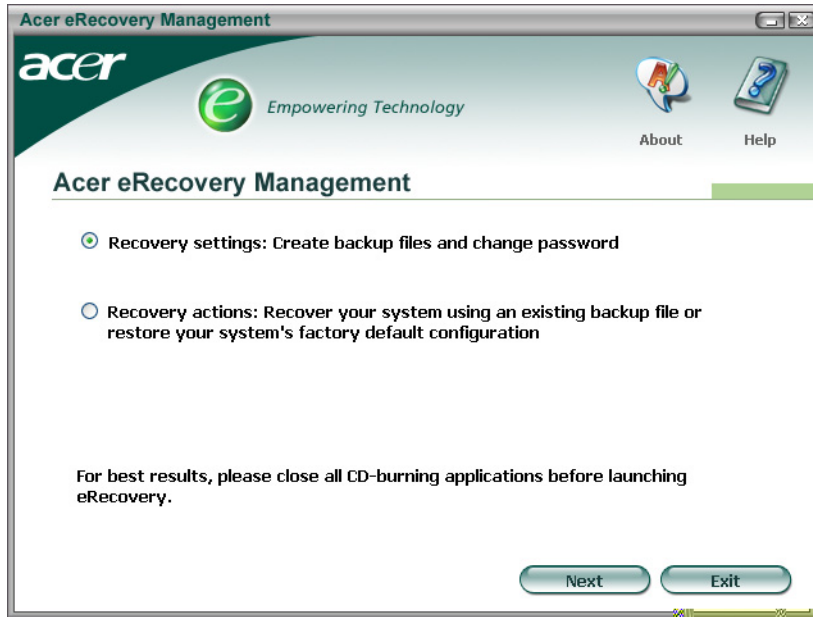 Acer eRecovery Management
acer
e Empowering Technology
About
Help
Acer eRecovery Management
Recovery settings: Create backup files and change password
Recovery actions: Recover your system using an existing backup file or
restore your system's factory default configuration
For best results, please close all CD-burning applications before launching
eRecovery.
Next
Exit